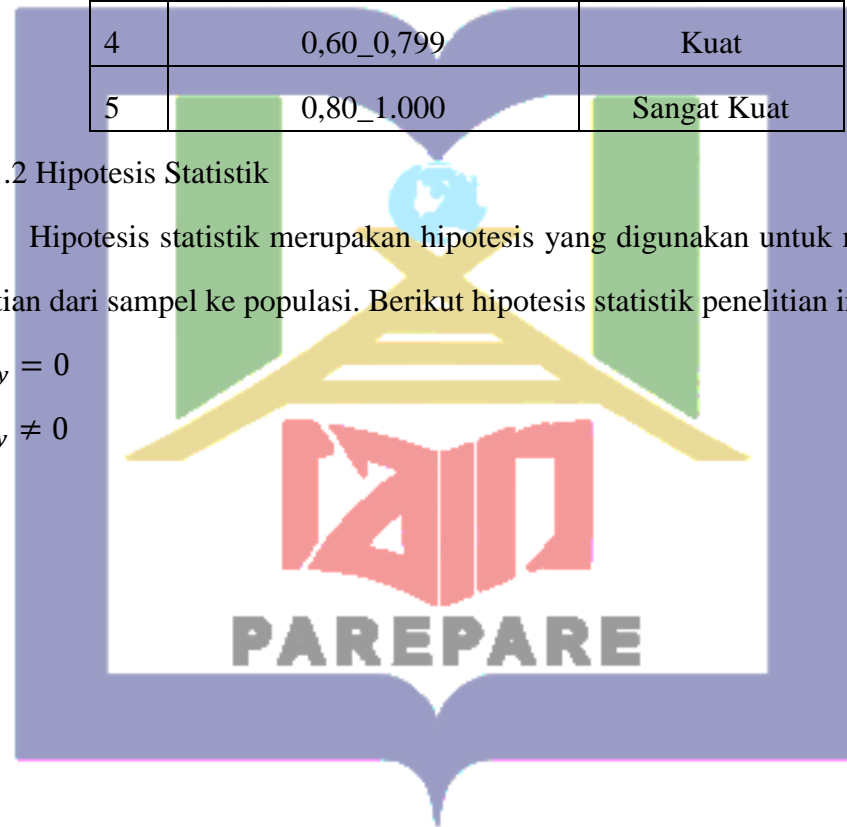 4 0,60_0,799 Kuat
5 0,80_1.000 Sangat Kuat
.2 Hipotesis Statistik
Hipotesis statistik merupakan hipotesis yang digunakan untuk
dari sampel ke populasi. Berikut hipotesis statistik penelitian
𝑦 = 0
𝑦 ≠ 0
PAREPARE